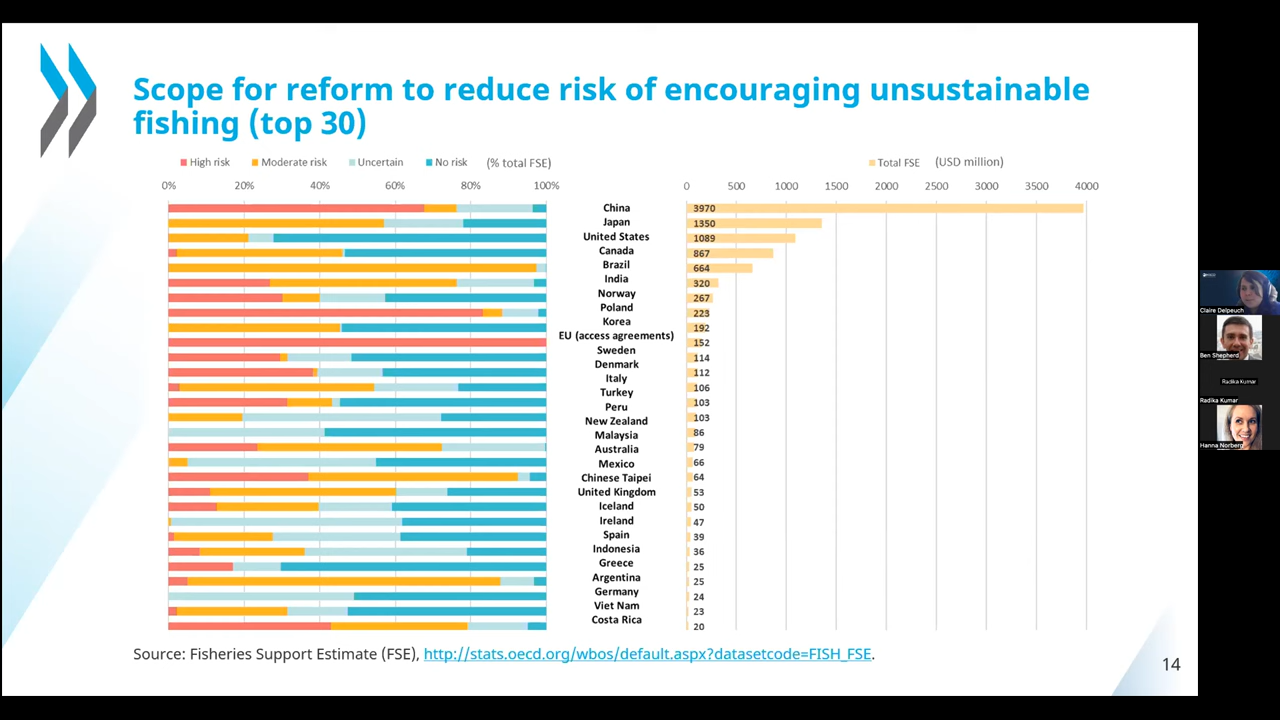 Scope for reform to reduce risk of encouraging unsustainable
fishing (top 30)
High risk Moderate risk Uncertain No risk (% total FSE)
Total FSE (USD million)
0% 20% 40% 60% 80% 100%
0 500 1000 1500 2000 2500 3000 3500 4000
China 3970
Japan 1350
United States 1089
Canada 867
Brazil 664
India 320
Norway 267
Poland 223
Korea 192
EU (access agreements) 152
Sweden 114
Denmark 112
Italy 106
Turkey 103
Peru 103
New Zealand 86
Malaysia 79
Australia 66
Mexico 64
Chinese Taipei 53
United Kingdom 50
Iceland 47
Ireland 39
Spain 36
Indonesia 25
Greece 25
Argentina 24
Germany 23
Viet Nam 20
Costa Rica
Source: Fisheries Support Estimate (FSE), http://stats.oecd.org/wbos/default.aspx?datasetcode=FISH_FSE.
14
Claire Delpeuch
Ben Shepherd
Radika Kumar
Radika Kumar
Hanna Norberg